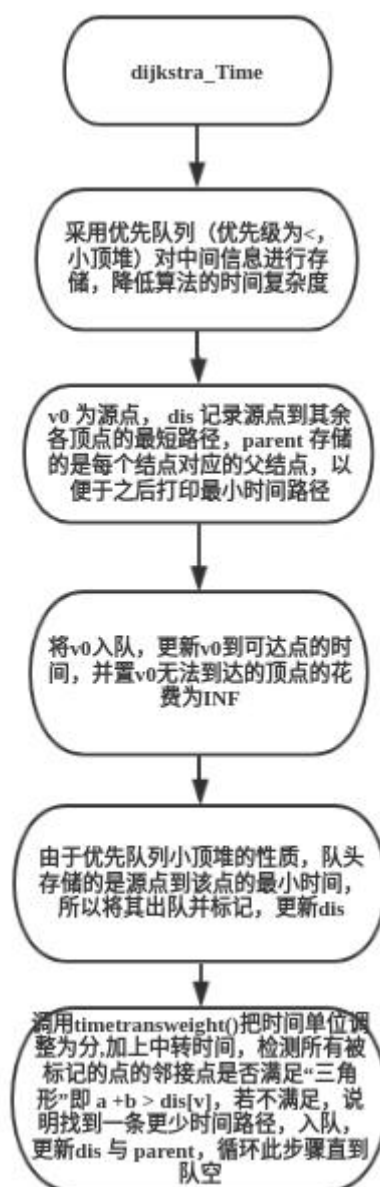 dijkstra_Time
采用优先队列（优先级为<，
小顶堆）对中间信息进行存
储，降低算法的时间复杂度
v0 为源点， dis 记录源点到其余
各顶点的最短路径，parent 存储
的是每个结点对应的父结点，以
便于之后打印最小时间路径
将v0入队，更新v0到可达点的时
间，并置v0无法到达的顶点的花
费为INF
由于优先队列小顶堆的性质，队头
存储的是源点到该点的最小时间，
所以将其出队并标记，更新dis
调用timetransweight()把时间单位调
整为分,加上中转时间，检测所有被
标记的点的邻接点是否满足“三角
形”即 a +b > dis[v]，若不满足，说
明找到一条更少时间路径，入队，
更新dis 与 parent，循环此步骤直到
队空